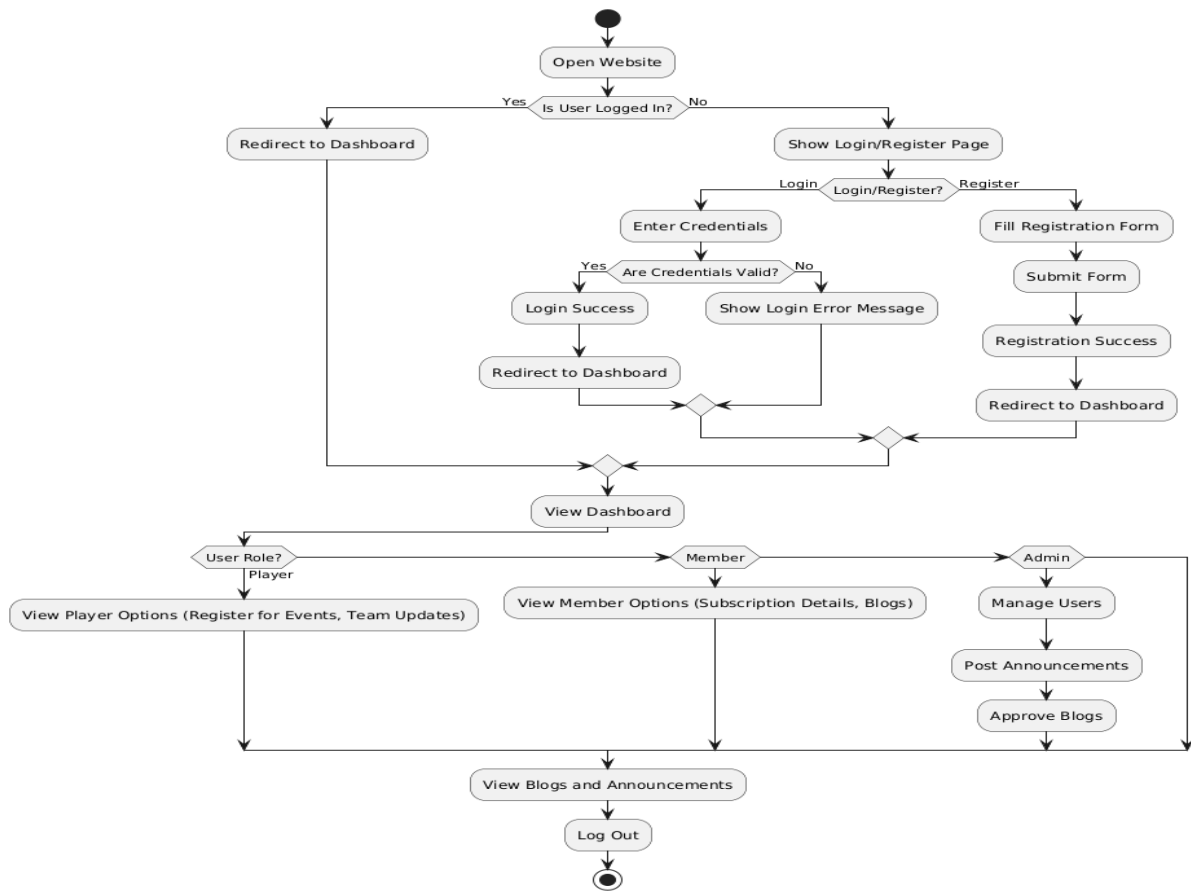 Open Website
Yes
Is User Logged In?
No
Redirect to Dashboard
Show Login/Register Page
Login
Login/Register?
Register
Enter Credentials
Fill Registration Form
Yes
Are Credentials Valid?
No
Submit Form
Login Success
Show Login Error Message
Registration Success
Redirect to Dashboard
Redirect to Dashboard
View Dashboard
User Role?
Member
Admin
Player
View Player Options (Register for Events, Team Updates)
View Member Options (Subscription Details, Blogs)
Manage Users
Post Announcements
Approve Blogs
View Blogs and Announcements
Log Out